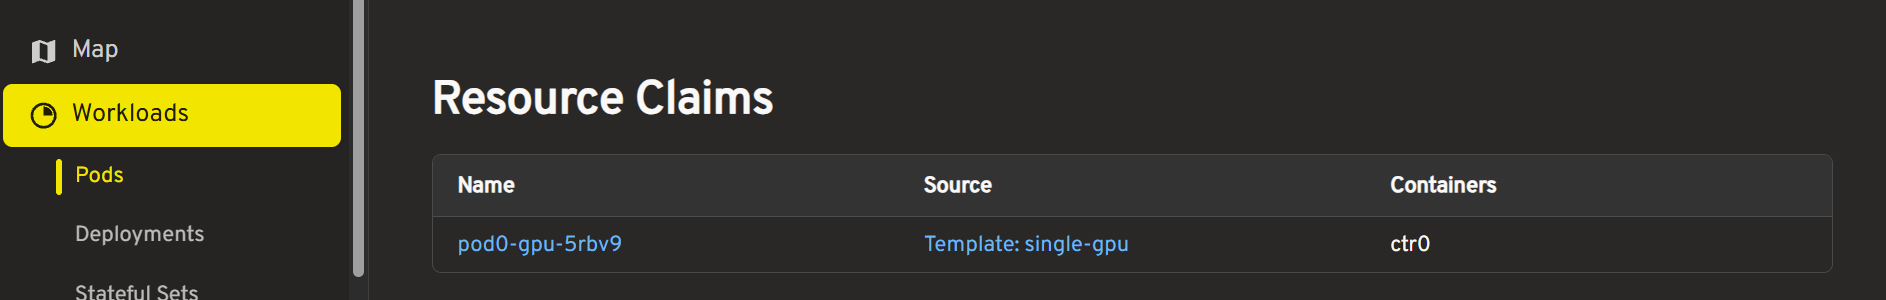 Map
Workloads
Pods
Deployments
Stateful Sets
Resource Claims
Name Source Containers
pod0-gpu-5rbv9 Template: single-gpu ctr0